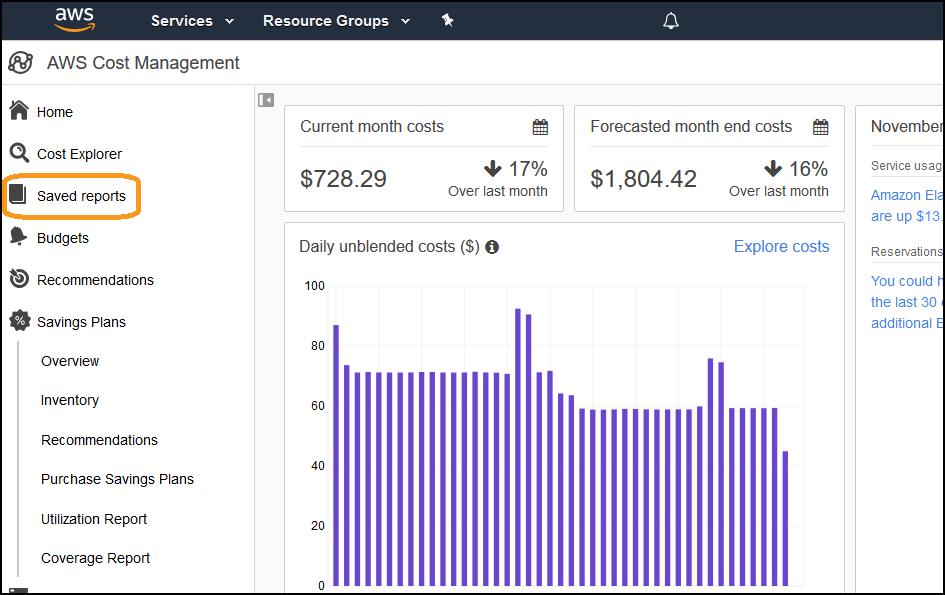 aws
Services
Resource Groups
AWS Cost Management
Home
Cost Explorer
Saved reports
Budgets
Recommendations
% Savings Plans
Overview
Inventory
Recommendations
Purchase Savings Plans
Utilization Report
Coverage Report
Current month costs
$728.29
17%
Over last month
Forecasted month end costs
$1,804.42
16%
Over last month
Daily unblended costs ($)
Explore costs
100
80
60
40
20
0
November
Service usag
Amazon Ela
are up $13.
Reservations
You could h
the last 30
additional E